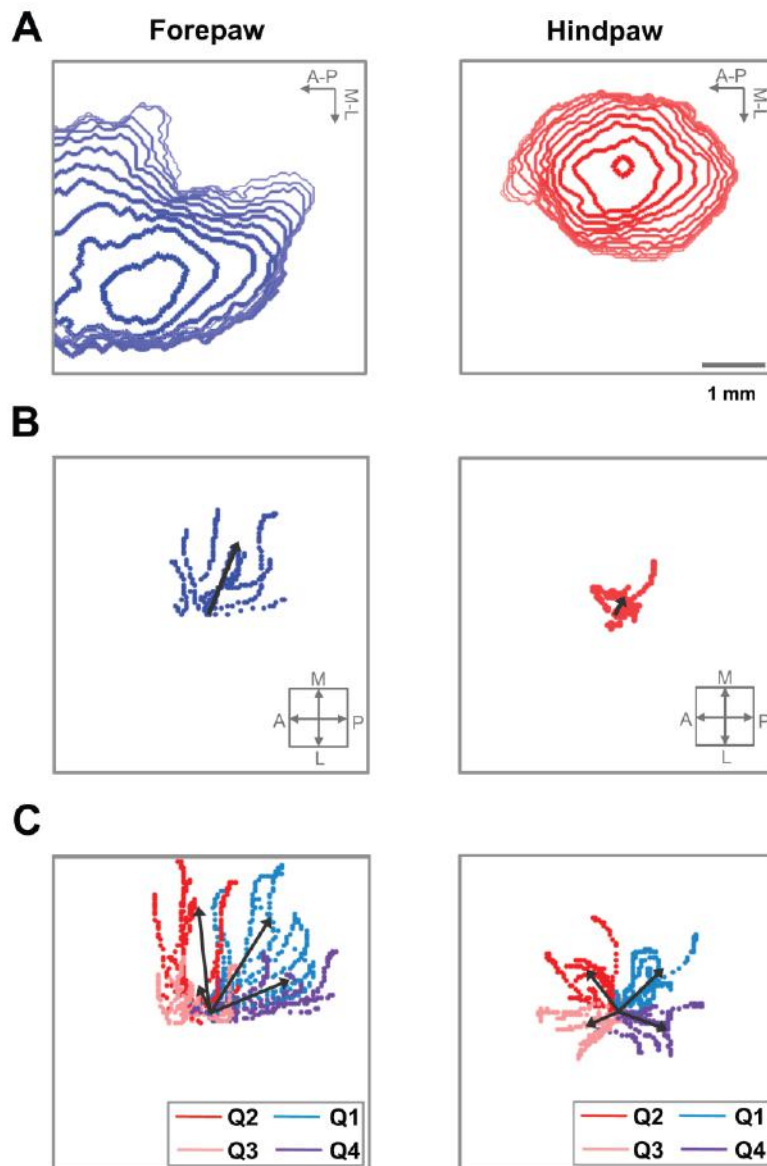 A
Forepaw
Hindpaw
A-P
M-L
A-P
M-L
1 mm
B
M
A P
L
M
A P
L
C
Q2 Q1
Q3 Q4
Q2 Q1
Q3 Q4